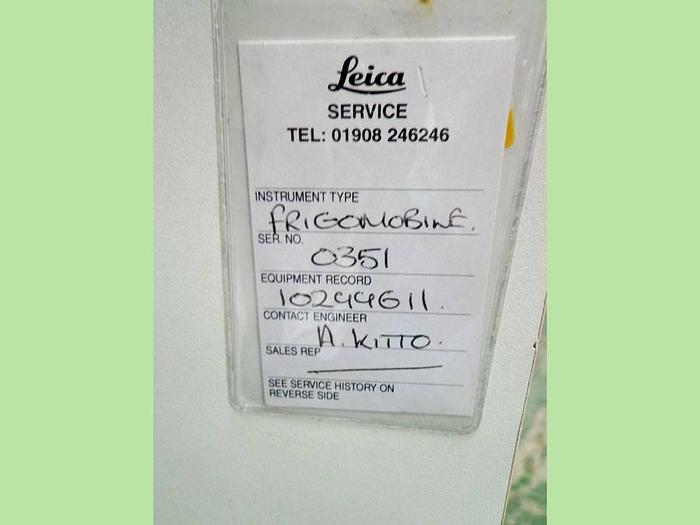 Leica
SERVICE
TEL: 01908 246246
INSTRUMENT TYPE
FRIGOMOBILE.
SER. NO.
0351
EQUIPMENT RECORD
10244611.
CONTACT ENGINEER
A. KITTO.
SALES REP
SEE SERVICE HISTORY ON
REVERSE SIDE